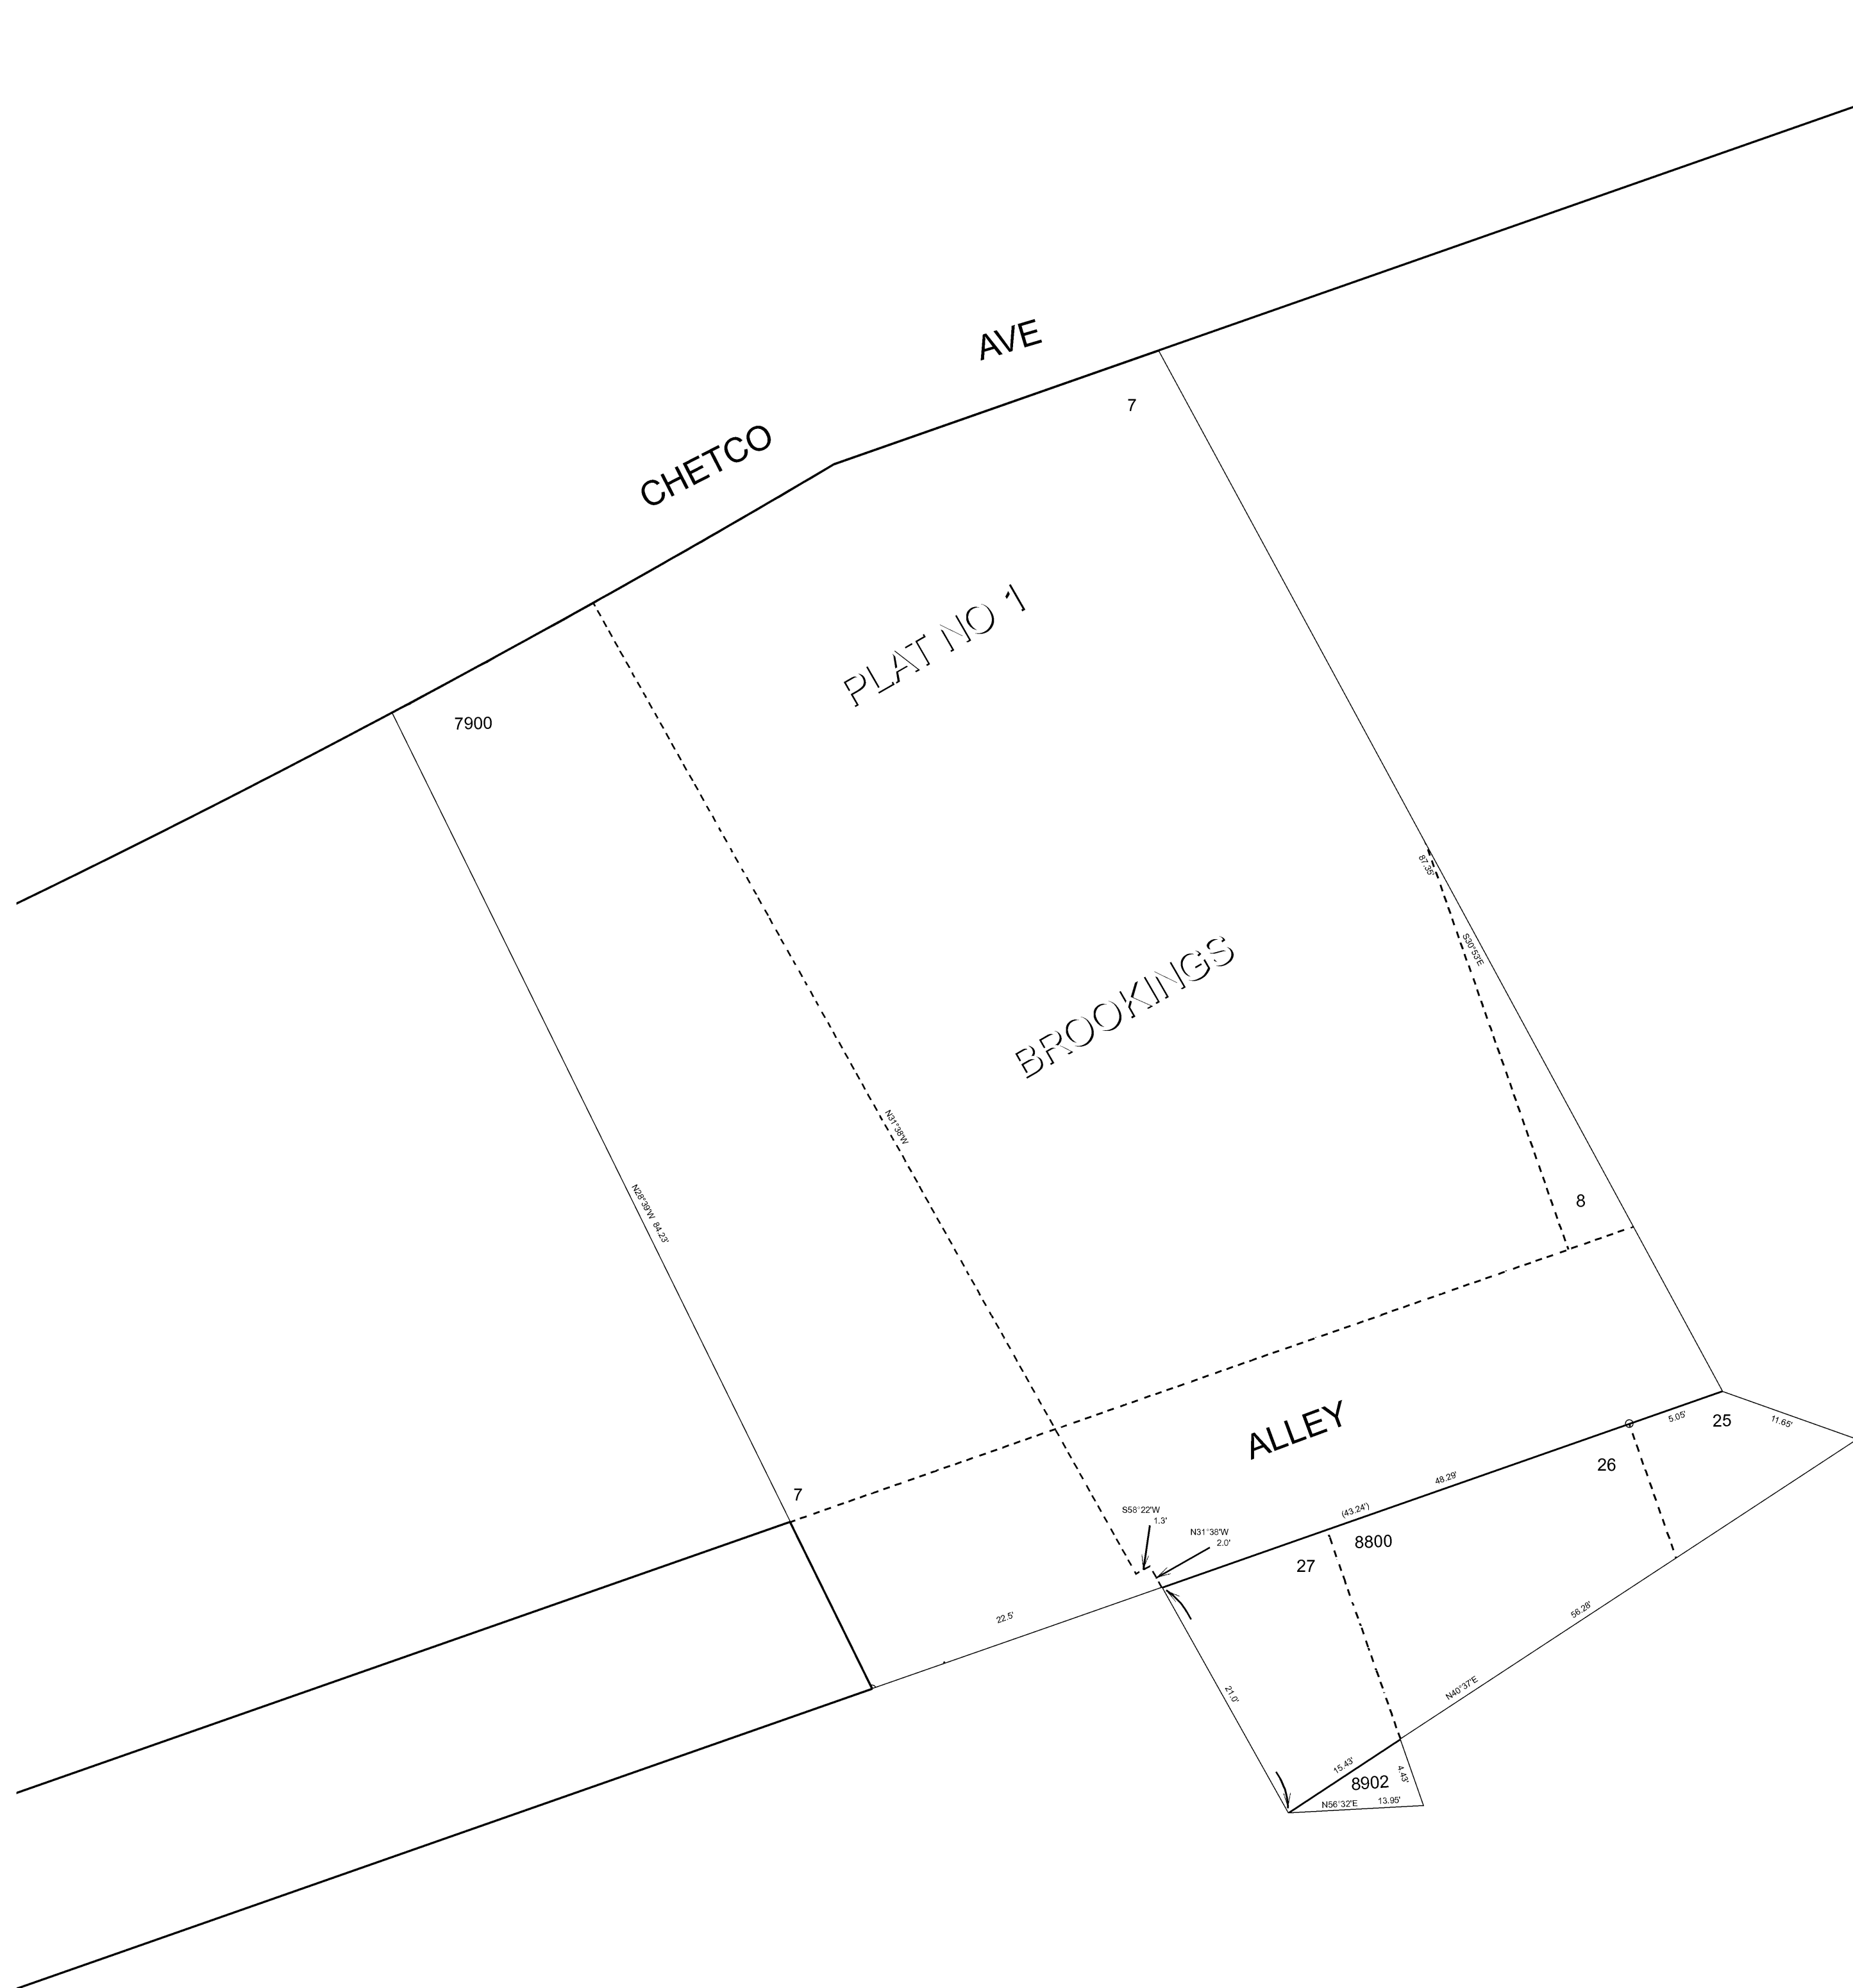 AVE
7
CHETCO
PLAT NO 1
7900
87.35'
S30°53'E
BROOKINGS
N31°38'W
N28°39'W 84.23'
8
ALLEY
5.05'
25
11.65'
26
48.29'
7
S58°22'W
1.3'
(43.24')
N31°38'W
2.0'
8800
27
22.5'
56.28'
21.0'
N40°37'E
15.43'
4.43'
8902
N56°32'E 13.95'